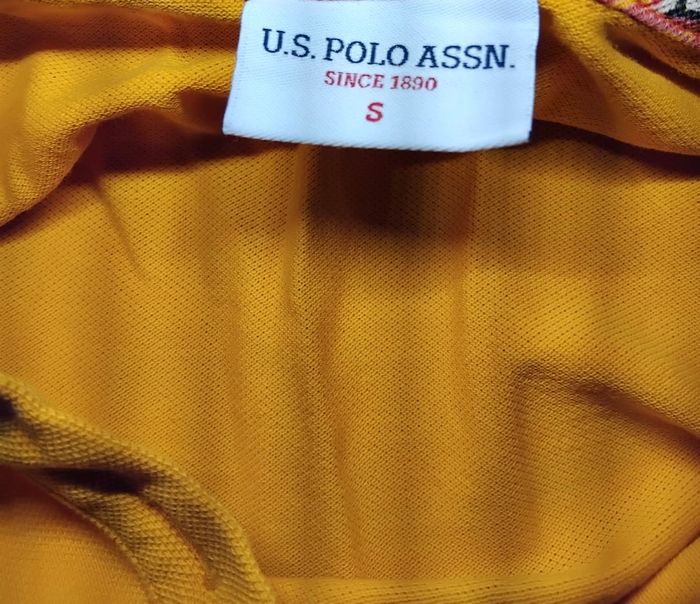 U.S. POLO ASSN.
SINCE 1890
S